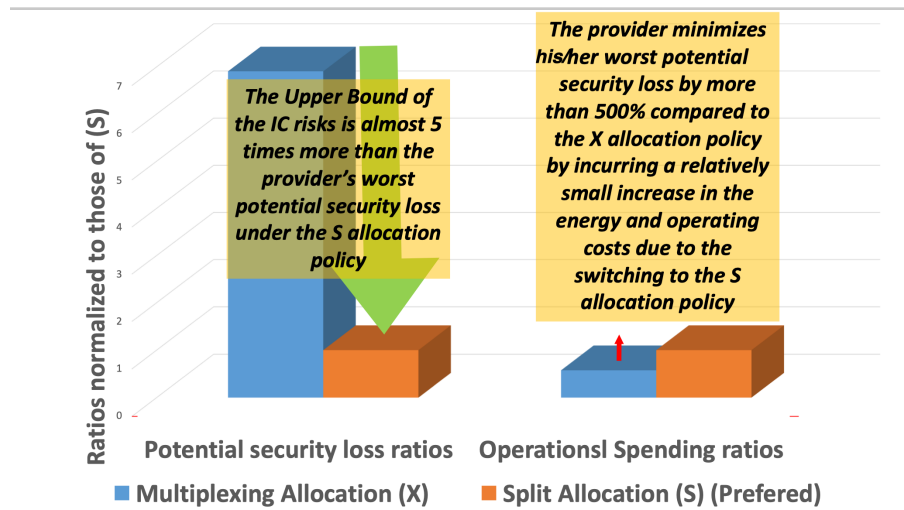 Ratios normalized to those of (S)
7
6
5
4
3
2
1
0
The Upper Bound of
the IC risks is almost 5
times more than the
provider’s worst
potential security loss
under the S allocation
policy
The provider minimizes
his/her worst potential
security loss by more
than 500% compared to
the X allocation policy
by incurring a relatively
small increase in the
energy and operating
costs due to the
switching to the S
allocation policy
Potential security loss ratios
Operationsl Spending ratios
Multiplexing Allocation (X)
Split Allocation (S) (Prefered)